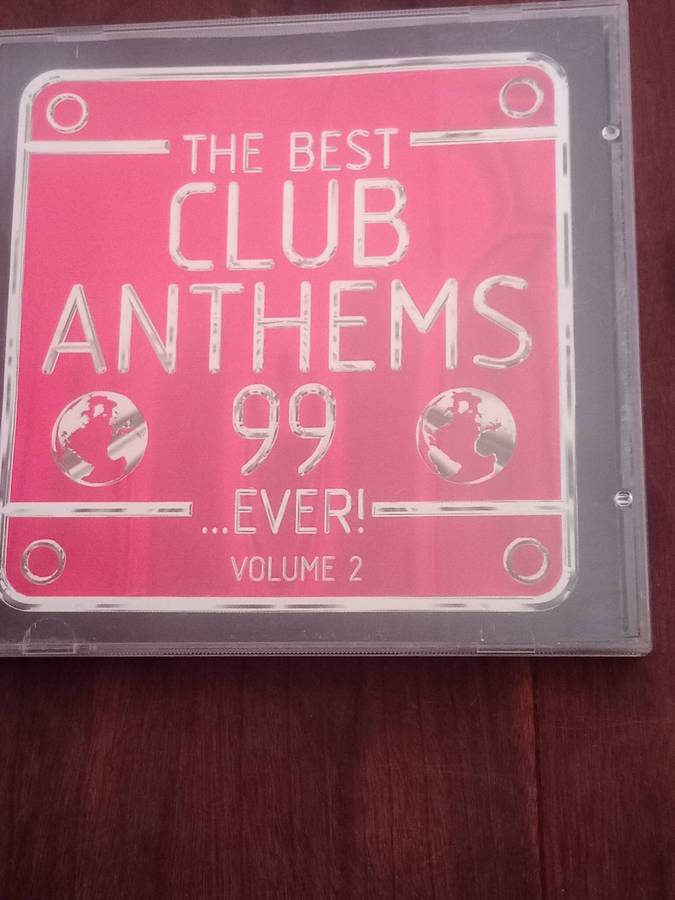 THE BEST
CLUB
ANTHEMS
99
...EVER!
VOLUME 2